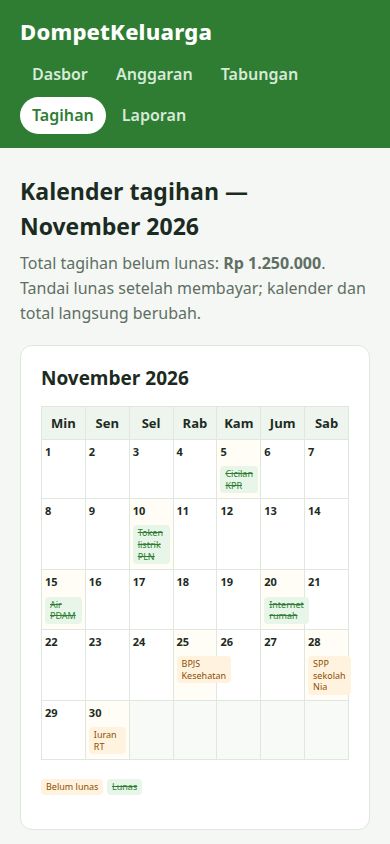 DompetKeluarga
Dasbor Anggaran Tabungan
Tagihan Laporan
Kalender tagihan —
November 2026
Total tagihan belum lunas: Rp 1.250.000.
Tandai lunas setelah membayar; kalender dan
total langsung berubah.
November 2026
Min Sen Sel Rab Kam Jum Sab
1 2 3 4 5 6 7
Cicilan
KPR
8 9 10 11 12 13 14
Token
listrik
PLN
15 16 17 18 19 20 21
Air Internet
PDAM rumah
22 23 24 25 26 27 28
BPJS SPP
Kesehatan sekolah
Nia
29 30
Iuran
RT
Belum lunas Lunas